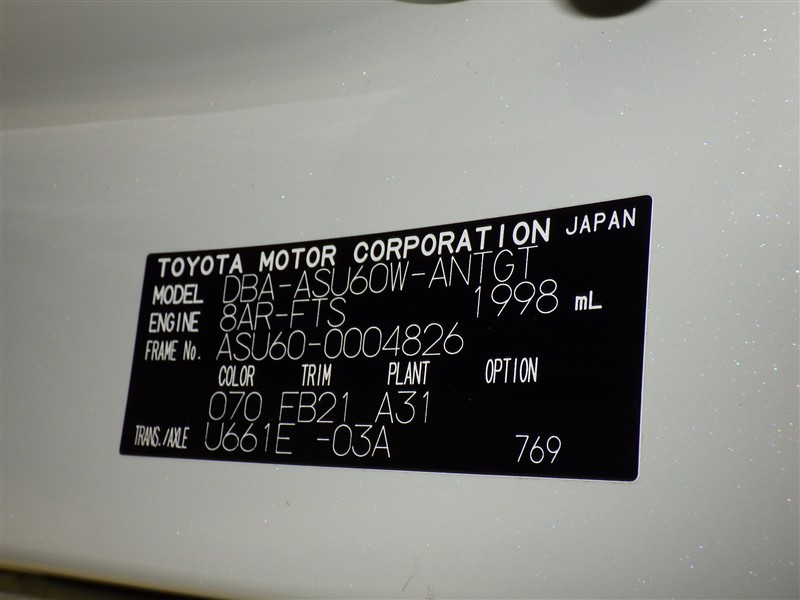 TOYOTA MOTOR CORPORATION JAPAN
MODEL DBA-ASU60W-ANTGT
ENGINE 8AR-FTS 1998 mL
FRAME No. ASU60-0004826
COLOR TRIM PLANT OPTION
070 FB21 A31
TRANS./AXLE U661E -03A 769